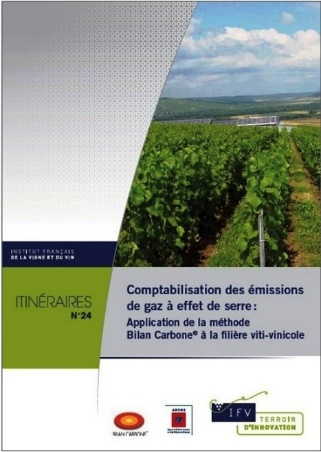 INSTITUT FRANÇAIS
DE LA VIGNE ET DU VIN
ITINÉRAIRES
N°24
Comptabilisation des émissions
de gaz à effet de serre :
Application de la méthode
Bilan Carbone® à la filière viti-vinicole
BILAN CARBONE®
ADEME
IFV
TERROIR
D'INNOVATION